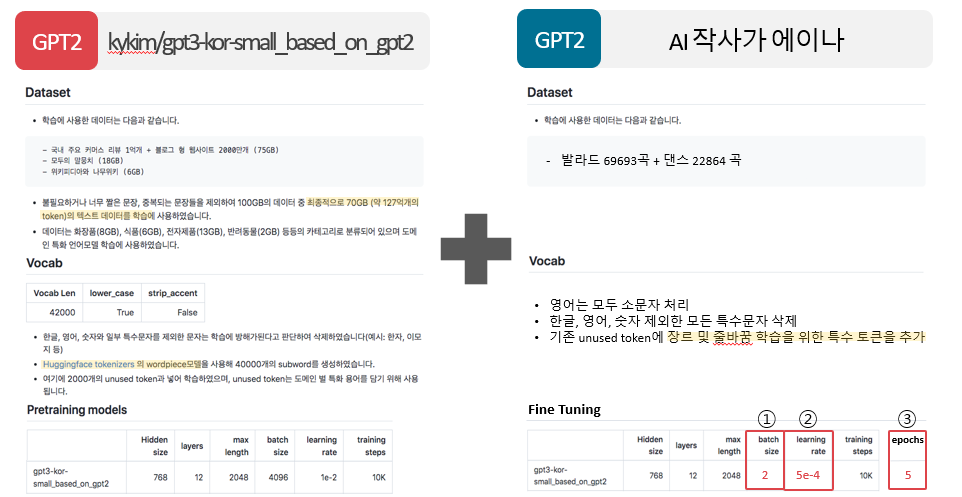 GPT2
kykim/gpt3-kor-small_based_on_gpt2
Dataset
• 학습에 사용한 데이터는 다음과 같습니다.
- 국내 주요 커머스 리뷰 1억개 + 블로그 형 웹사이트 2000만개 (75GB)
- 모두의 말뭉치 (18GB)
- 위키피디아와 나무위키 (6GB)
• 불필요하거나 너무 짧은 문장, 중복되는 문장들을 제외하여 100GB의 데이터 중 최종적으로 70GB (약 127억개의
token)의 텍스트 데이터를 학습에 사용하였습니다.
• 데이터는 화장품(8GB), 식품(6GB), 전자제품(13GB), 반려동물(2GB) 등등의 카테고리로 분류되어 있으며 도메
인 특화 언어모델 학습에 사용하였습니다.
Vocab
Vocab Len lower_case strip_accent
42000 True False
• 한글, 영어, 숫자와 일부 특수문자를 제외한 문자는 학습에 방해가된다고 판단하여 삭제하였습니다(예시: 한자, 이모
지 등)
• Huggingface tokenizers 의 wordpiece모델을 사용해 40000개의 subword를 생성하였습니다.
• 여기에 2000개의 unused token과 넣어 학습하였으며, unused token는 도메인 별 특화 용어를 담기 위해 사용
됩니다.
Pretraining models
Hidden size layers max length batch size learning rate training steps
gpt3-kor-small_based_on_gpt2 768 12 2048 4096 1e-2 10K
GPT2
AI 작사가 에이나
Dataset
• 학습에 사용한 데이터는 다음과 같습니다.
- 발라드 69693곡 + 댄스 22864 곡
Vocab
• 영어는 모두 소문자 처리
• 한글, 영어, 숫자 제외한 모든 특수문자 삭제
• 기존 unused token에 장르 및 줄바꿈 학습을 위한 특수 토큰을 추가
Fine Tuning
① ② ③
Hidden size layers max length batch size learning rate training steps epochs
gpt3-kor-small_based_on_gpt2 768 12 2048 2 5e-4 10K 5